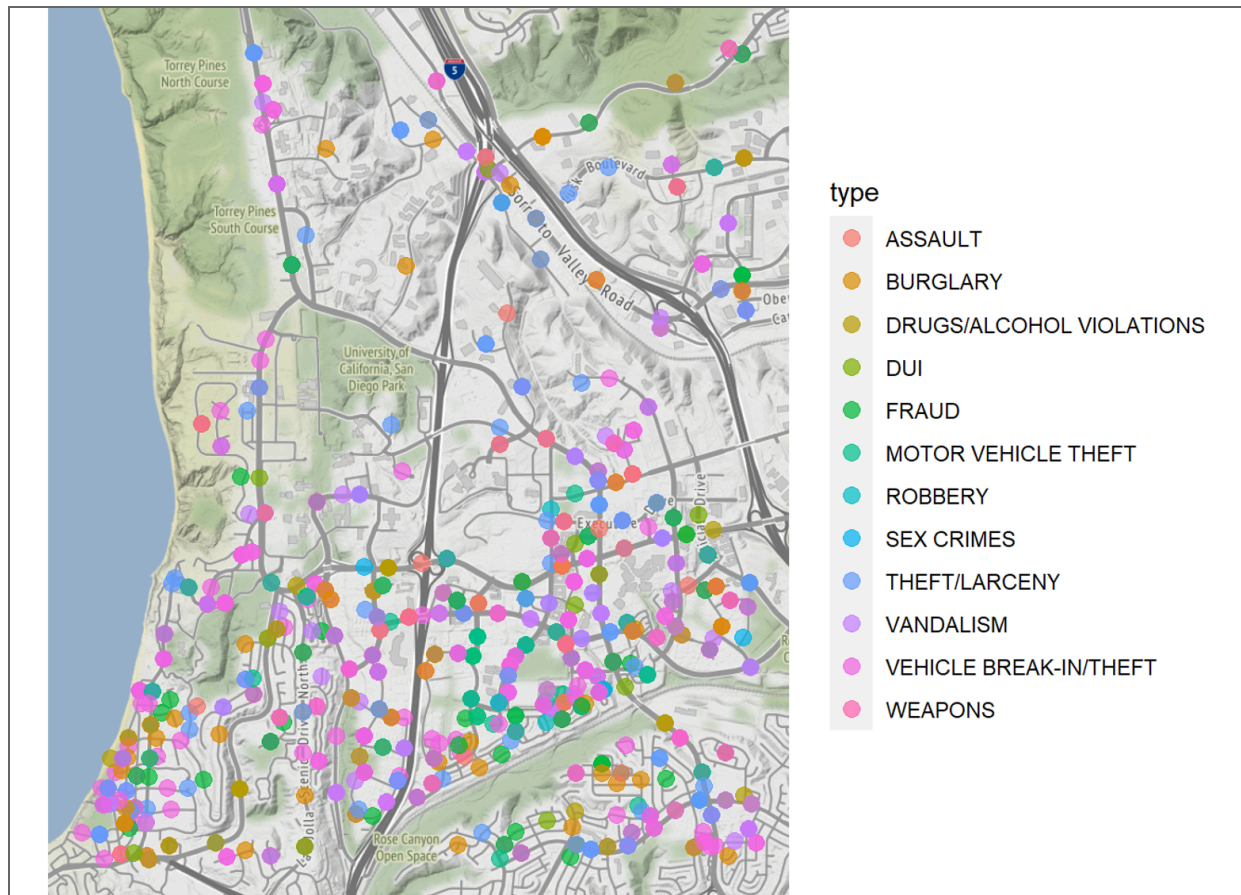 Torrey Pines
North Course
5
Boulevard
Torrey Pines
South Course
Sorrento Valley Road
University of
California, San
Diego Park
Executive Drive
Drive
Rose Canyon
Open Space
type
ASSAULT
BURGLARY
DRUGS/ALCOHOL VIOLATIONS
DUI
FRAUD
MOTOR VEHICLE THEFT
ROBBERY
SEX CRIMES
THEFT/LARCENY
VANDALISM
VEHICLE BREAK-IN/THEFT
WEAPONS